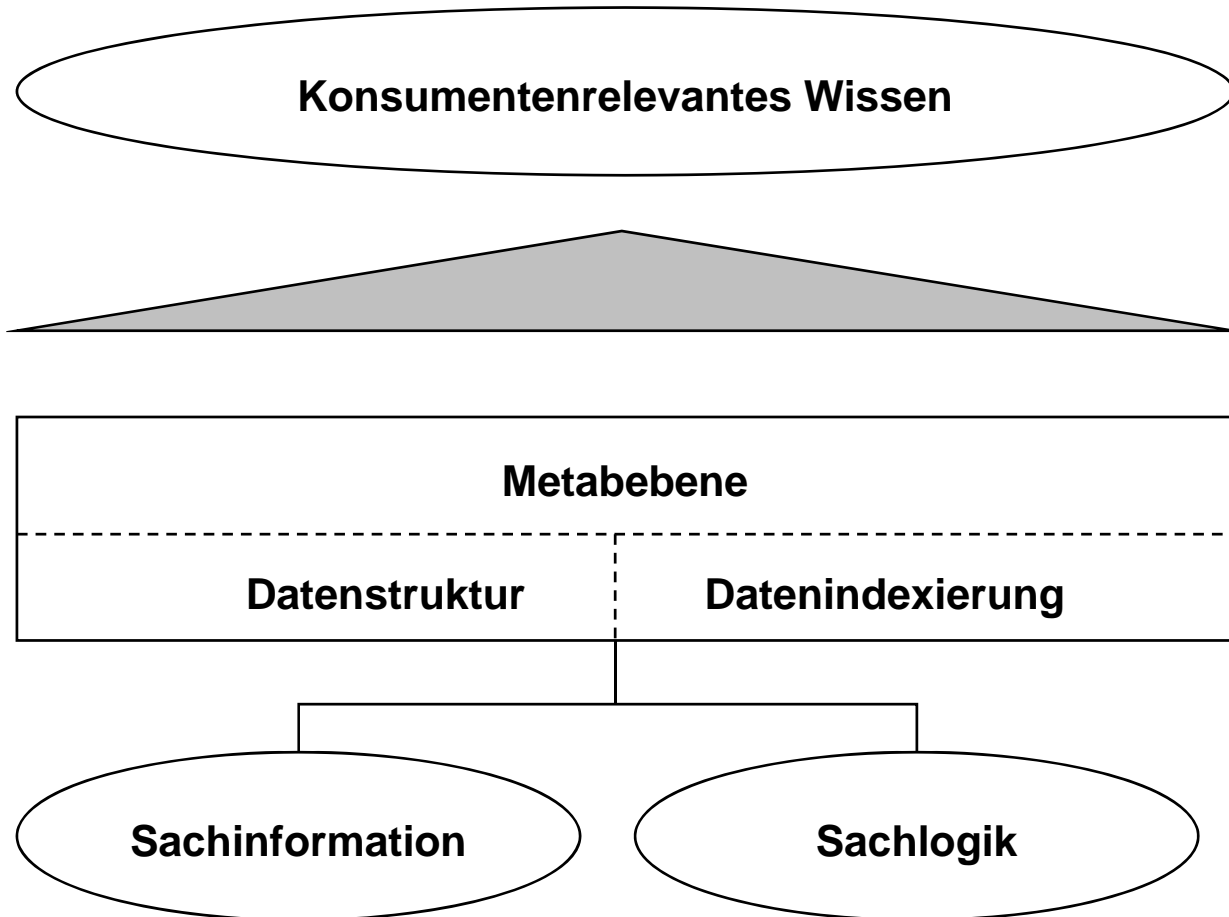 Konsumentenrelevantes Wissen
Metabebene
Datenstruktur
Datenindexierung
Sachinformation
Sachlogik